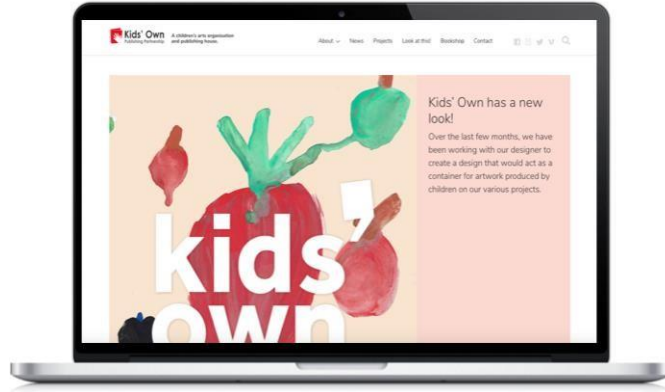 Kids' Own
Publishing Partnership
A children's arts organisation
and publishing house.
About News Projects Look at this! Bookshop Contact
Kids' Own has a new
look!
Over the last few months, we have
been working with our designer to
create a design that would act as a
container for artwork produced by
children on our various projects.
kids'
own